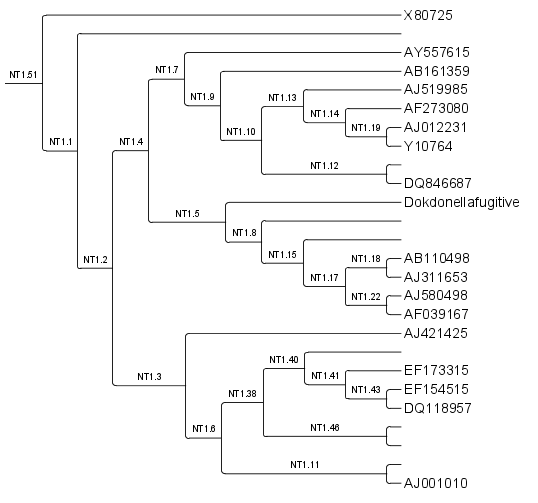 X80725
NT1.51
AY557615
NT1.7
AB161359
AJ519985
NT1.9
NT1.13
AF273080
NT1.14
AJ012231
NT1.19
NT1.10
NT1.4
NT1.1
Y10764
NT1.12
DQ846687
Dokdonellafugitive
NT1.5
NT1.8
NT1.15
NT1.18
AB110498
NT1.2
AJ311653
NT1.17
AJ580498
NT1.22
AF039167
AJ421425
NT1.40
EF173315
NT1.3
NT1.41
EF154515
NT1.43
NT1.38
DQ118957
NT1.6
NT1.46
NT1.11
AJ001010